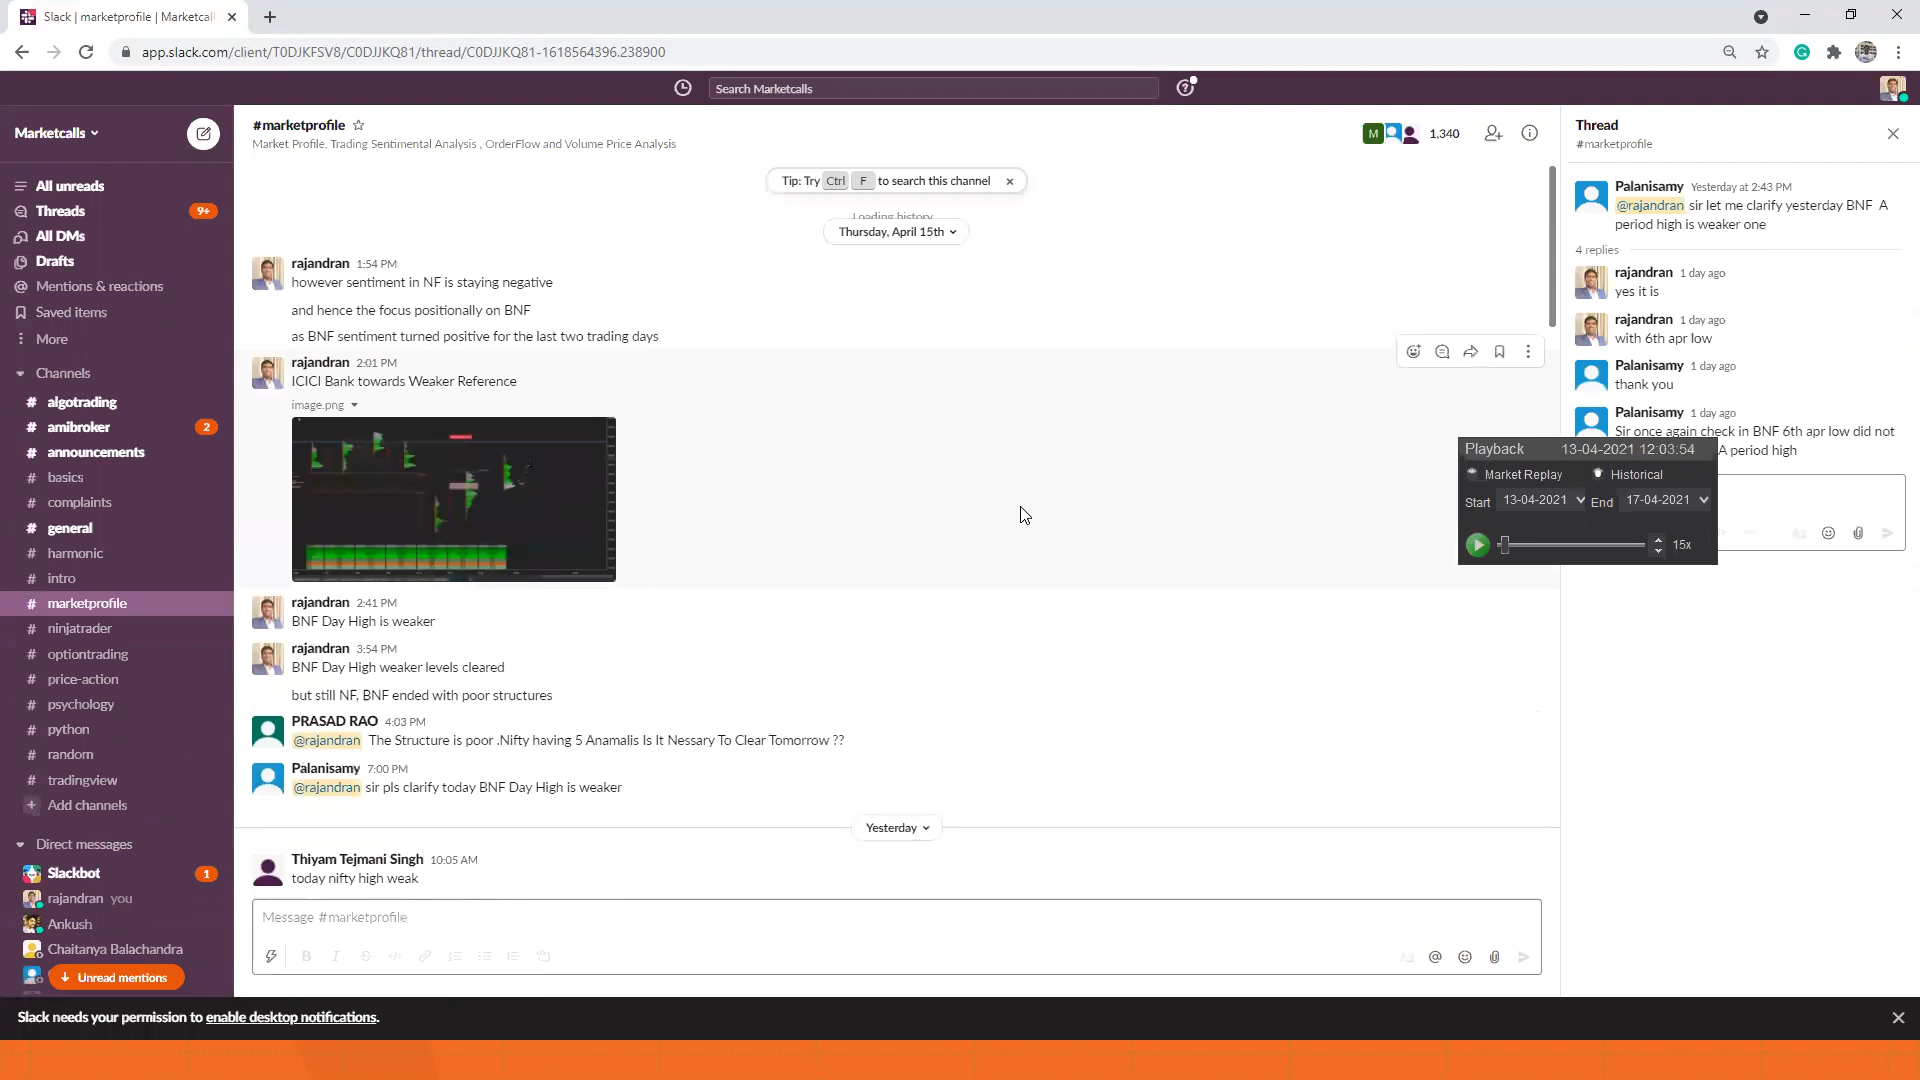 Slack | marketprofile | Marketcall
app.slack.com/client/T0DJKFSV8/C0DJJKQ81/thread/C0DJJKQ81-1618564396.238900
Search Marketcalls
Marketcalls
All unreads
Threads 9+
All DMs
Drafts
Mentions & reactions
Saved items
More
Channels
# algotrading
# amibroker 2
# announcements
# basics
# complaints
# general
# harmonic
# intro
# marketprofile
# ninjatrader
# optiontrading
# price-action
# psychology
# python
# random
# tradingview
+ Add channels
Direct messages
Slackbot 1
rajandran you
Ankush
Chaitanya Balachandra
Unread mentions
#marketprofile
Market Profile, Trading Sentimental Analysis , OrderFlow and Volume Price Analysis
M 1,340
Tip: Try Ctrl F to search this channel
Loading history
Thursday, April 15th
rajandran 1:54 PM
however sentiment in NF is staying negative
and hence the focus positionally on BNF
as BNF sentiment turned positive for the last two trading days
rajandran 2:01 PM
ICICI Bank towards Weaker Reference
image.png
rajandran 2:41 PM
BNF Day High is weaker
rajandran 3:54 PM
BNF Day High weaker levels cleared
but still NF, BNF ended with poor structures
PRASAD RAO 4:03 PM
@rajandran The Structure is poor .Nifty having 5 Anamalis Is It Nessary To Clear Tomorrow ??
Palanisamy 7:00 PM
@rajandran sir pls clarify today BNF Day High is weaker
Yesterday
Thiyam Tejmani Singh 10:05 AM
today nifty high weak
Message #marketprofile
Thread
#marketprofile
Palanisamy Yesterday at 2:43 PM
@rajandran sir let me clarify yesterday BNF A
period high is weaker one
4 replies
rajandran 1 day ago
yes it is
rajandran 1 day ago
with 6th apr low
Palanisamy 1 day ago
thank you
Palanisamy 1 day ago
Sir once again check in BNF 6th apr low did not
A period high
Playback 13-04-2021 12:03:54
Market Replay Historical
Start 13-04-2021 End 17-04-2021
15x
Slack needs your permission to enable desktop notifications.